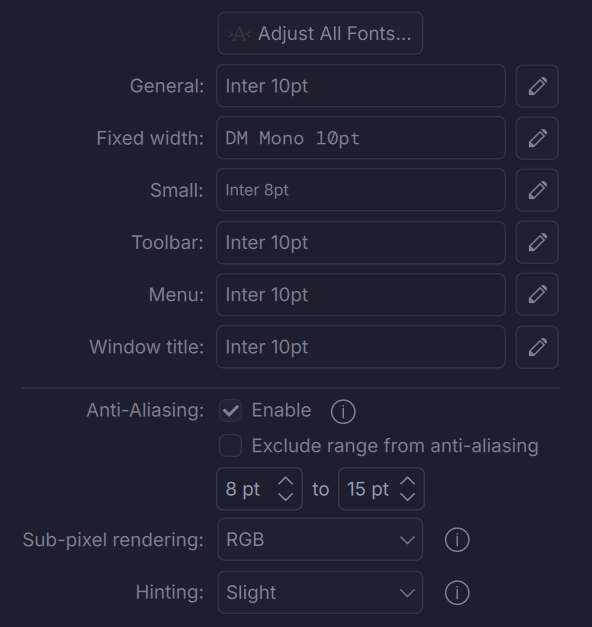 Adjust All Fonts...
General: Inter 10pt
Fixed width: DM Mono 10pt
Small: Inter 8pt
Toolbar: Inter 10pt
Menu: Inter 10pt
Window title: Inter 10pt
Anti-Aliasing: Enable
Exclude range from anti-aliasing
8 pt to 15 pt
Sub-pixel rendering: RGB
Hinting: Slight